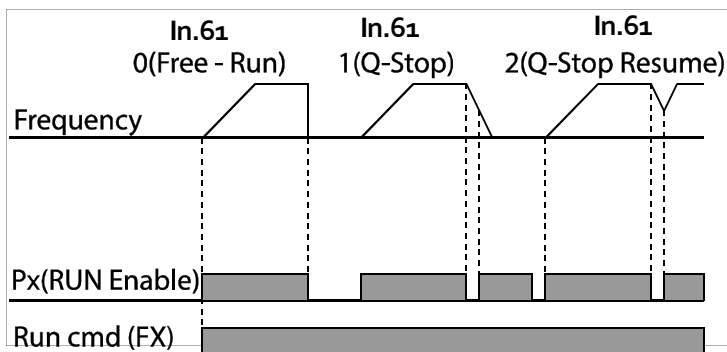 In.61
0(Free - Run)
In.61
1(Q-Stop)
In.61
2(Q-Stop Resume)
Frequency
Px(RUN Enable)
Run cmd (FX)